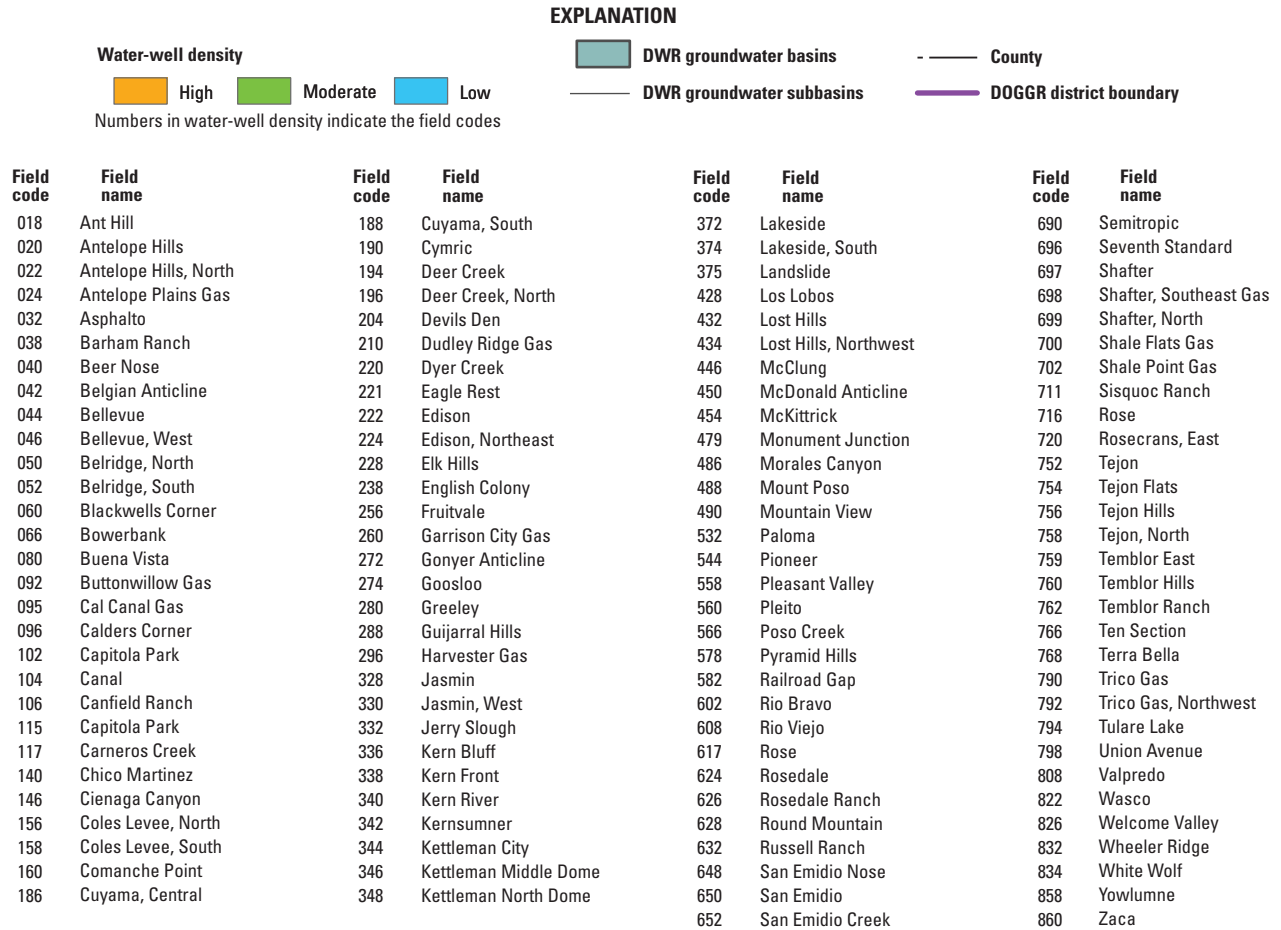 EXPLANATION
Water-well density
High Moderate Low
Numbers in water-well density indicate the field codes
DWR groundwater basins
DWR groundwater subbasins
County
DOGGR district boundary
Field code Field name
018 Ant Hill
020 Antelope Hills
022 Antelope Hills, North
024 Antelope Plains Gas
032 Asphalto
038 Barham Ranch
040 Beer Nose
042 Belgian Anticline
044 Bellevue
046 Bellevue, West
050 Belridge, North
052 Belridge, South
060 Blackwells Corner
066 Bowerbank
080 Buena Vista
092 Buttonwillow Gas
095 Cal Canal Gas
096 Calders Corner
102 Capitola Park
104 Canal
106 Canfield Ranch
115 Capitola Park
117 Carneros Creek
140 Chico Martinez
146 Cienaga Canyon
156 Coles Levee, North
158 Coles Levee, South
160 Comanche Point
186 Cuyama, Central
Field code Field name
188 Cuyama, South
190 Cymric
194 Deer Creek
196 Deer Creek, North
204 Devils Den
210 Dudley Ridge Gas
220 Dyer Creek
221 Eagle Rest
222 Edison
224 Edison, Northeast
228 Elk Hills
238 English Colony
256 Fruitvale
260 Garrison City Gas
272 Gonyer Anticline
274 Goosloo
280 Greeley
288 Guijarral Hills
296 Harvester Gas
328 Jasmin
330 Jasmin, West
332 Jerry Slough
336 Kern Bluff
338 Kern Front
340 Kern River
342 Kernsumner
344 Kettleman City
346 Kettleman Middle Dome
348 Kettleman North Dome
Field code Field name
372 Lakeside
374 Lakeside, South
375 Landslide
428 Los Lobos
432 Lost Hills
434 Lost Hills, Northwest
446 McClung
450 McDonald Anticline
454 McKittrick
479 Monument Junction
486 Morales Canyon
488 Mount Poso
490 Mountain View
532 Paloma
544 Pioneer
558 Pleasant Valley
560 Pleito
566 Poso Creek
578 Pyramid Hills
582 Railroad Gap
602 Rio Bravo
608 Rio Viejo
617 Rose
624 Rosedale
626 Rosedale Ranch
628 Round Mountain
632 Russell Ranch
648 San Emidio Nose
650 San Emidio
652 San Emidio Creek
Field code Field name
690 Semitropic
696 Seventh Standard
697 Shafter
698 Shafter, Southeast Gas
699 Shafter, North
700 Shale Flats Gas
702 Shale Point Gas
711 Sisquoc Ranch
716 Rose
720 Rosecrans, East
752 Tejon
754 Tejon Flats
756 Tejon Hills
758 Tejon, North
759 Temblor East
760 Temblor Hills
762 Temblor Ranch
766 Ten Section
768 Terra Bella
790 Trico Gas
792 Trico Gas, Northwest
794 Tulare Lake
798 Union Avenue
808 Valpredo
822 Wasco
826 Welcome Valley
832 Wheeler Ridge
834 White Wolf
858 Yowlumne
860 Zaca